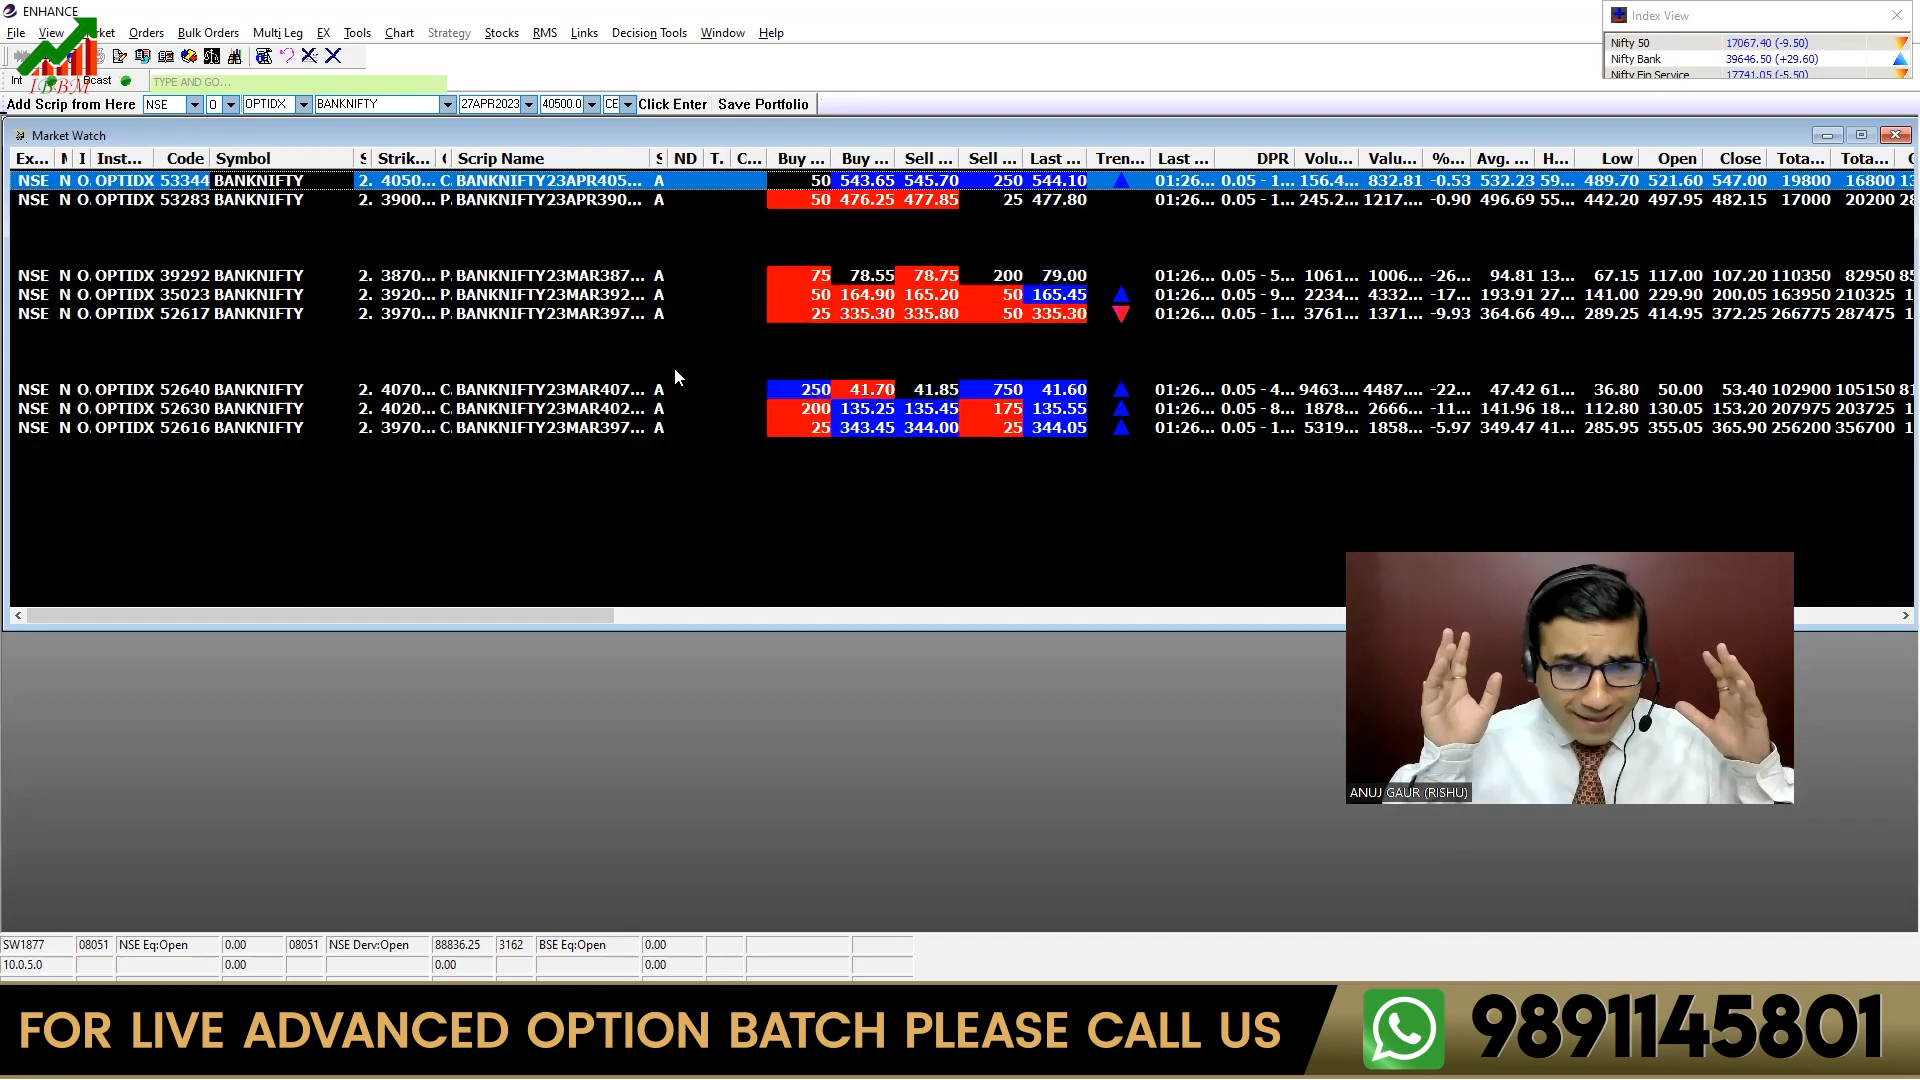 ENHANCE
File View Market Orders Bulk Orders Multi Leg EX Tools Chart Strategy Stocks RMS Links Decision Tools Window Help
Int Bcast TYPE AND GO...
IBBM
Add Scrip from Here NSE O OPTIDX BANKNIFTY 27APR2023 40500.0 CE Click Enter Save Portfolio
Index View
Nifty 50 17067.40 (-9.50)
Nifty Bank 39646.50 (+29.60)
Nifty Fin Service 17741.05 (-5.50)
Market Watch
Ex... I Inst... Code Symbol Strik... Scrip Name ND T. C... Buy ... Buy ... Sell ... Sell ... Last ... Tren... Last ... DPR Volu... Valu... %... Avg. ... H... Low Open Close Tota... Tota...
NSE N O. OPTIDX 53344 BANKNIFTY 2. 4050... C. BANKNIFTY23APR405... A 50 543.65 545.70 250 544.10 01:26... 0.05 - 1... 156.4... 832.81 -0.53 532.23 59... 489.70 521.60 547.00 19800 16800
NSE N O. OPTIDX 53283 BANKNIFTY 2. 3900... P. BANKNIFTY23APR390... A 50 476.25 477.85 25 477.80 01:26... 0.05 - 1... 245.2... 1217.... -0.90 496.69 55... 442.20 497.95 482.15 17000 20200
NSE N O. OPTIDX 39292 BANKNIFTY 2. 3870... P. BANKNIFTY23MAR387... A 75 78.55 78.75 200 79.00 01:26... 0.05 - 5... 1061... 1006... -26... 94.81 13... 67.15 117.00 107.20 110350 82950
NSE N O. OPTIDX 35023 BANKNIFTY 2. 3920... P. BANKNIFTY23MAR392... A 50 164.90 165.20 50 165.45 01:26... 0.05 - 9... 2234... 4332... -17... 193.91 27... 141.00 229.90 200.05 163950 210325
NSE N O. OPTIDX 52617 BANKNIFTY 2. 3970... P. BANKNIFTY23MAR397... A 25 335.30 335.80 50 335.30 01:26... 0.05 - 1... 3761... 1371... -9.93 364.66 49... 289.25 414.95 372.25 266775 287475
NSE N O. OPTIDX 52640 BANKNIFTY 2. 4070... C. BANKNIFTY23MAR407... A 250 41.70 41.85 750 41.60 01:26... 0.05 - 4... 9463... 4487... -22... 47.42 61... 36.80 50.00 53.40 102900 105150
NSE N O. OPTIDX 52630 BANKNIFTY 2. 4020... C. BANKNIFTY23MAR402... A 200 135.25 135.45 175 135.55 01:26... 0.05 - 8... 1878... 2666... -11... 141.96 18... 112.80 130.05 153.20 207975 203725
NSE N O. OPTIDX 52616 BANKNIFTY 2. 3970... C. BANKNIFTY23MAR397... A 25 343.45 344.00 25 344.05 01:26... 0.05 - 1... 5319... 1858... -5.97 349.47 41... 285.95 355.05 365.90 256200 356700
ANUJ GAUR (RISHU)
SW1877 08051 NSE Eq:Open 0.00 08051 NSE Derv:Open 88836.25 3162 BSE Eq:Open 0.00
10.0.5.0 0.00 0.00 0.00
FOR LIVE ADVANCED OPTION BATCH PLEASE CALL US 9891145801